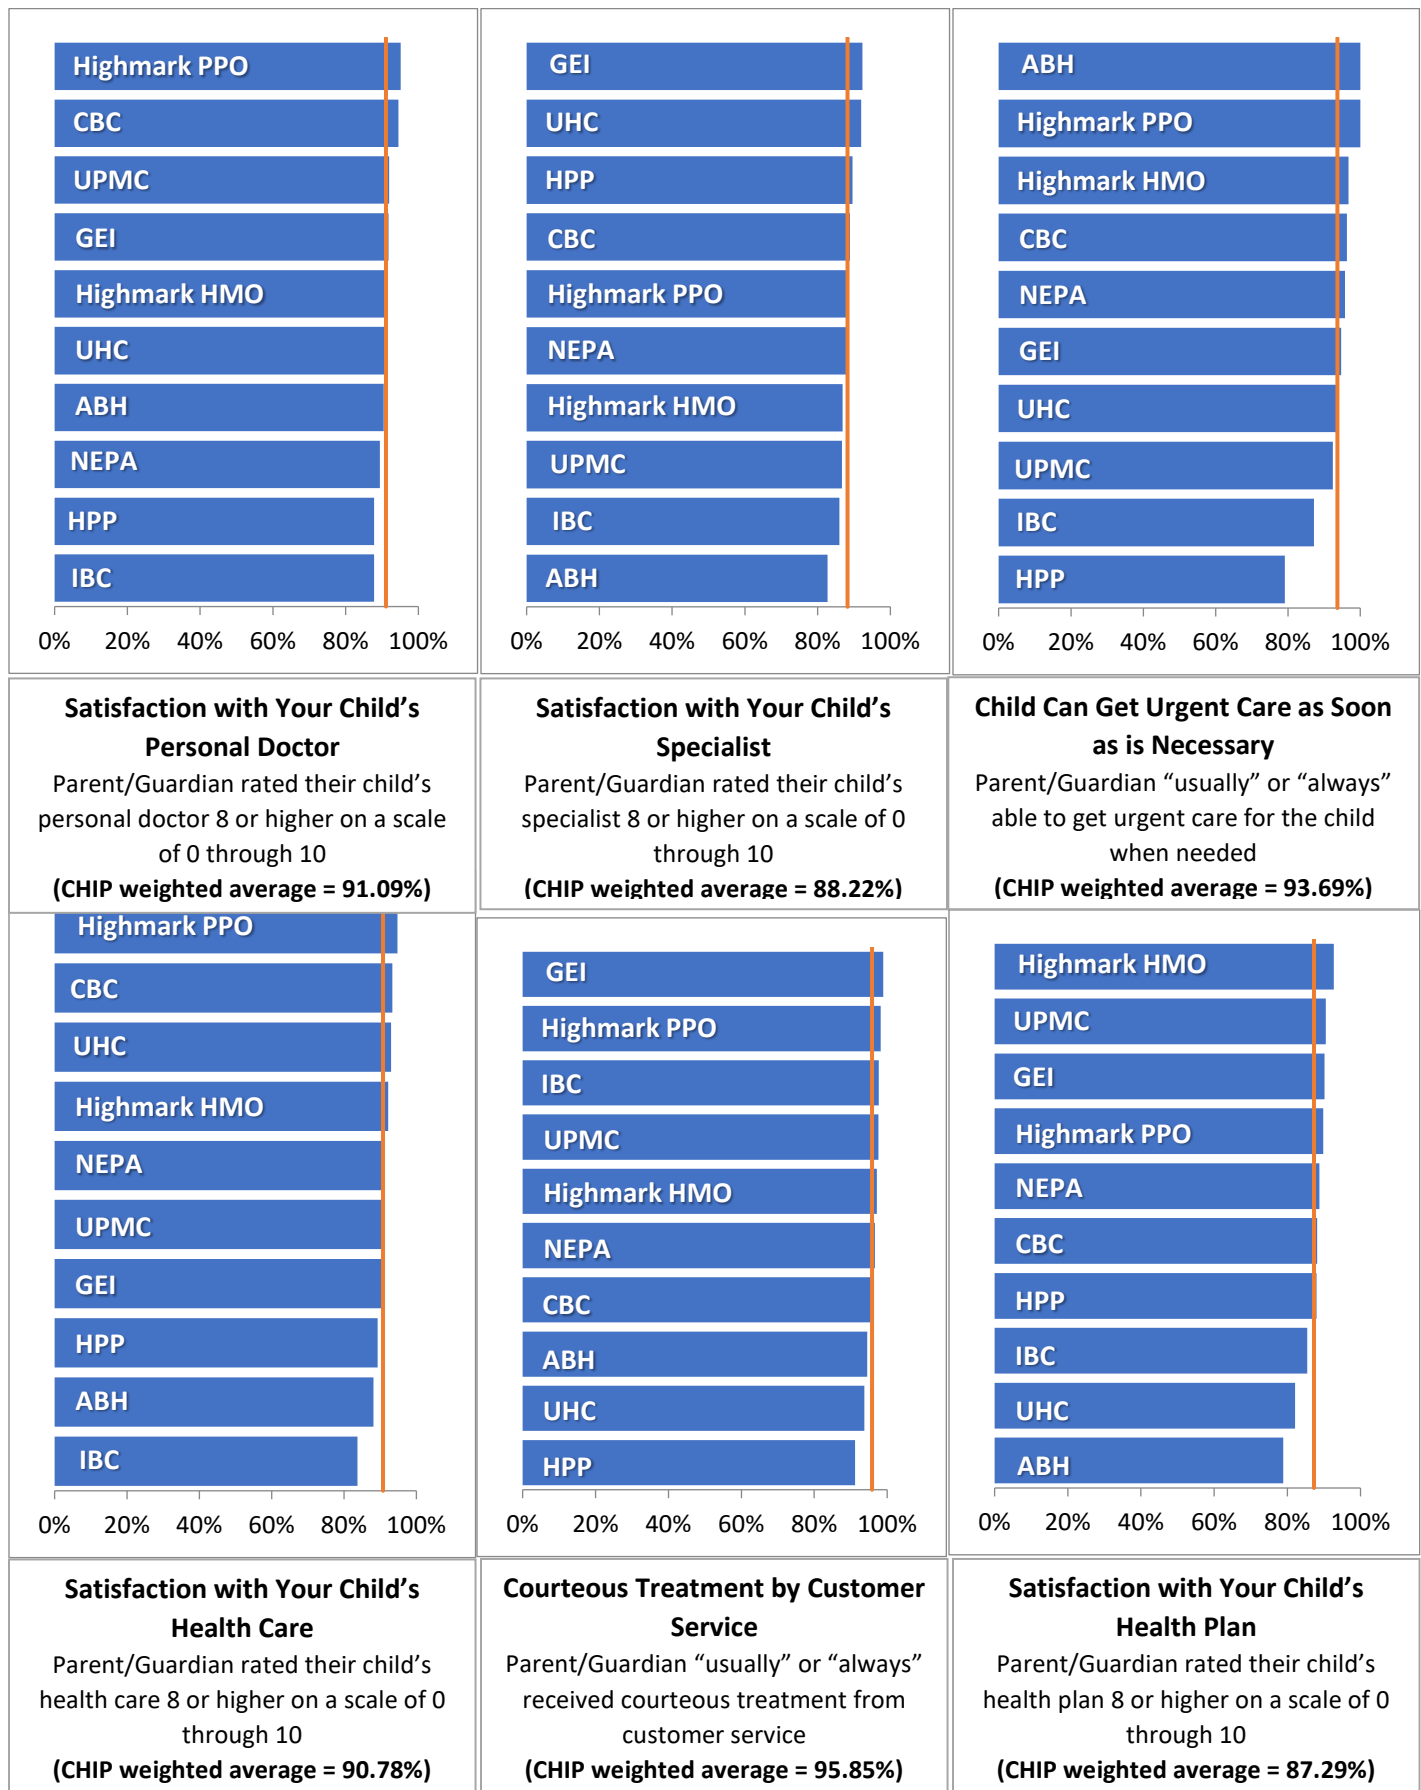 Highmark PPO
CBC
UPMC
GEI
Highmark HMO
UHC
ABH
NEPA
HPP
IBC
0% 20% 40% 60% 80% 100%
GEI
UHC
HPP
CBC
Highmark PPO
NEPA
Highmark HMO
UPMC
IBC
ABH
0% 20% 40% 60% 80% 100%
ABH
Highmark PPO
Highmark HMO
CBC
NEPA
GEI
UHC
UPMC
IBC
HPP
0% 20% 40% 60% 80% 100%
Satisfaction with Your Child’s
Personal Doctor
Parent/Guardian rated their child’s
personal doctor 8 or higher on a scale
of 0 through 10
(CHIP weighted average = 91.09%)
Satisfaction with Your Child’s
Specialist
Parent/Guardian rated their child’s
specialist 8 or higher on a scale of 0
through 10
(CHIP weighted average = 88.22%)
Child Can Get Urgent Care as Soon
as is Necessary
Parent/Guardian “usually” or “always”
able to get urgent care for the child
when needed
(CHIP weighted average = 93.69%)
Highmark PPO
CBC
UHC
Highmark HMO
NEPA
UPMC
GEI
HPP
ABH
IBC
0% 20% 40% 60% 80% 100%
GEI
Highmark PPO
IBC
UPMC
Highmark HMO
NEPA
CBC
ABH
UHC
HPP
0% 20% 40% 60% 80% 100%
Highmark HMO
UPMC
GEI
Highmark PPO
NEPA
CBC
HPP
IBC
UHC
ABH
0% 20% 40% 60% 80% 100%
Satisfaction with Your Child’s
Health Care
Parent/Guardian rated their child’s
health care 8 or higher on a scale of 0
through 10
(CHIP weighted average = 90.78%)
Courteous Treatment by Customer
Service
Parent/Guardian “usually” or “always”
received courteous treatment from
customer service
(CHIP weighted average = 95.85%)
Satisfaction with Your Child’s
Health Plan
Parent/Guardian rated their child’s
health plan 8 or higher on a scale of 0
through 10
(CHIP weighted average = 87.29%)